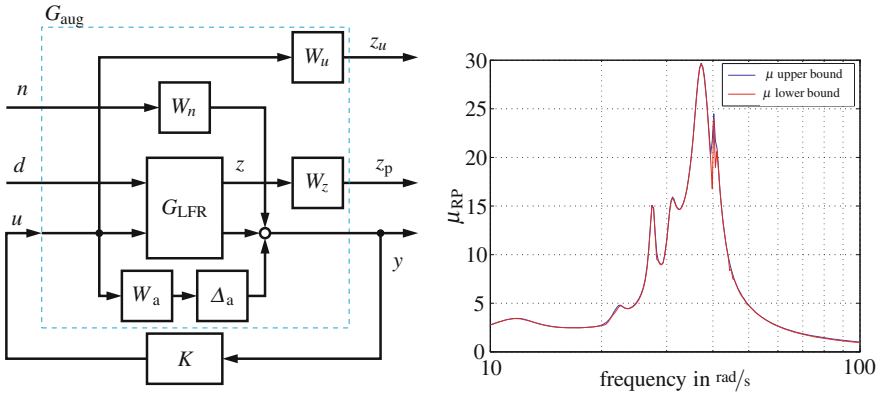 G_aug
W_u
z_u
n
W_n
d
z
W_z
z_p
G_LFR
u
y
W_a
Δ_a
K
30
25
20
15
10
5
0
μ_RP
μ upper bound
μ lower bound
10
100
frequency in rad/s